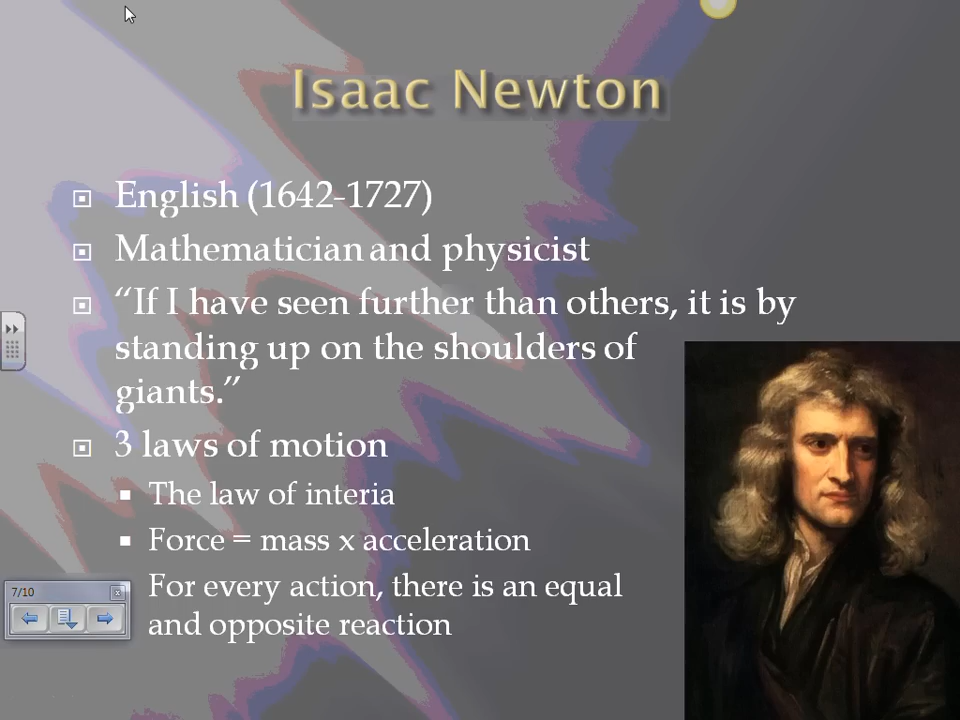 Isaac Newton
English (1642-1727)
Mathematician and physicist
“If I have seen further than others, it is by
standing up on the shoulders of
giants.”
3 laws of motion
The law of interia
Force = mass x acceleration
For every action, there is an equal
and opposite reaction
7/10
x